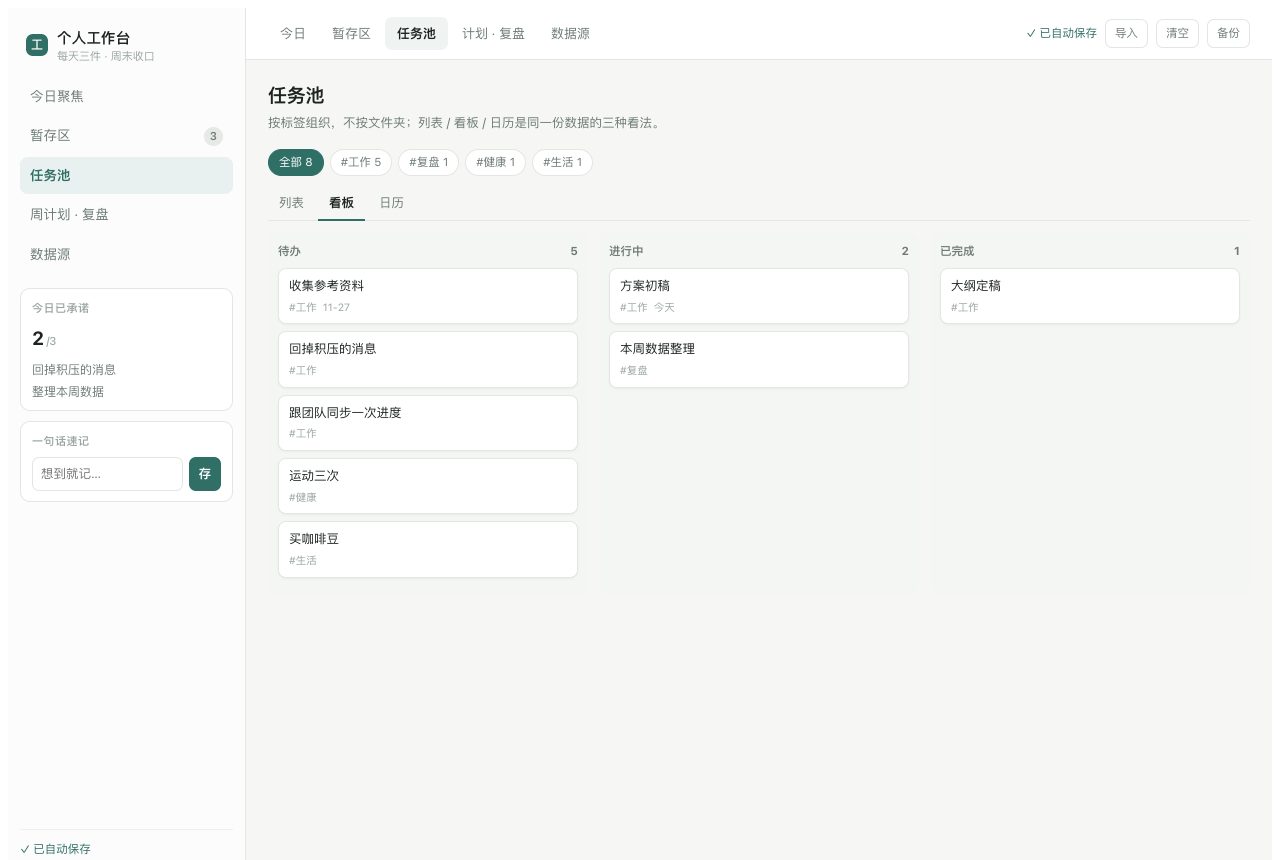 工
个人工作台
每天三件 · 周末收口
今日聚焦
暂存区 3
任务池
周计划 · 复盘
数据源
今日已承诺
2 /3
回掉积压的消息
整理本周数据
一句话速记
想到就记… 存
✓ 已自动保存
今日 暂存区 任务池 计划 · 复盘 数据源 ✓ 已自动保存 导入 清空 备份
任务池
按标签组织，不按文件夹；列表 / 看板 / 日历是同一份数据的三种看法。
全部 8 #工作 5 #复盘 1 #健康 1 #生活 1
列表 看板 日历
待办 5
收集参考资料
#工作 11-27
回掉积压的消息
#工作
跟团队同步一次进度
#工作
运动三次
#健康
买咖啡豆
#生活
进行中 2
方案初稿
#工作 今天
本周数据整理
#复盘
已完成 1
大纲定稿
#工作